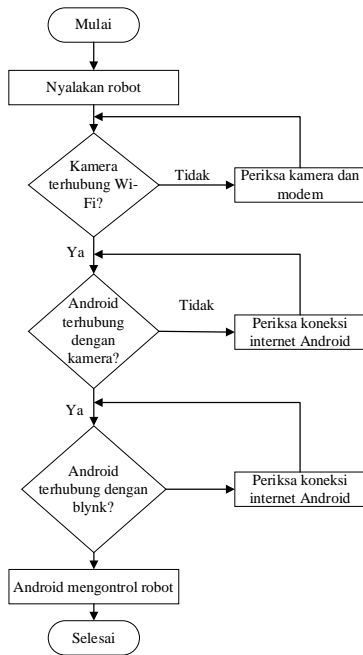 Mulai
Nyalakan robot
Kamera
terhubung Wi-
Fi?
Tidak
Periksa kamera dan
modem
Ya
Android
terhubung
dengan
kamera?
Tidak
Periksa koneksi
internet Android
Ya
Android
terhubung dengan
blynk?
Periksa koneksi
internet Android
Android mengontrol robot
Selesai